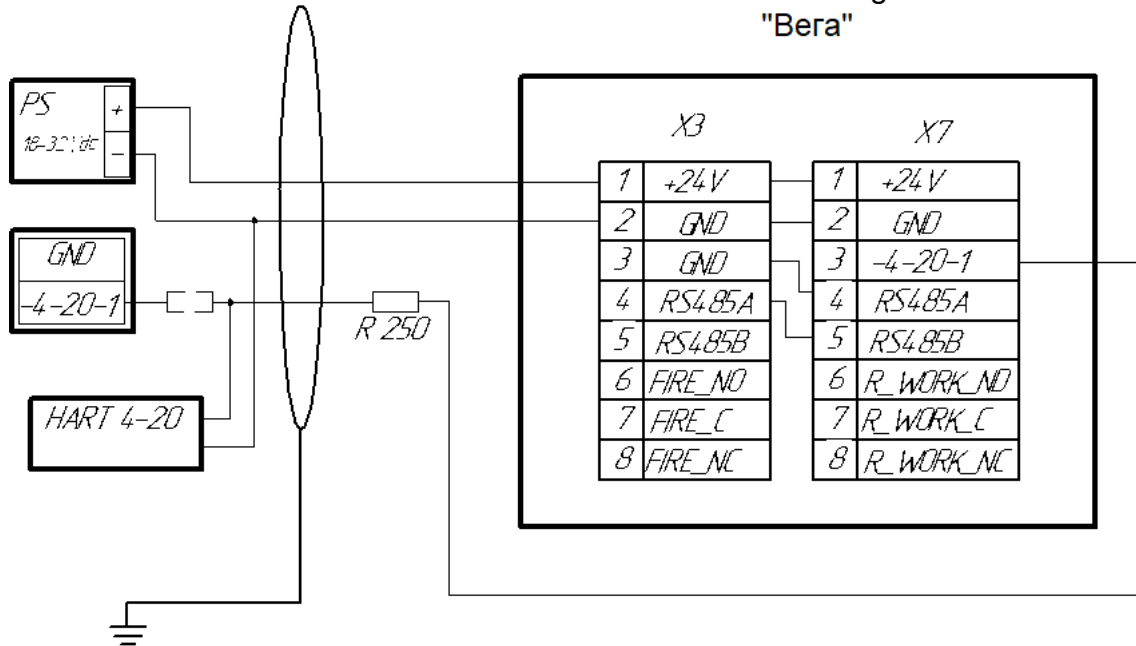 "Вега"
PS
+
18-32Vdc
−
GND
-4-20-1
R 250
HART 4-20
X3
1 +24V
2 GND
3 GND
4 RS485A
5 RS485B
6 FIRE_NO
7 FIRE_C
8 FIRE_NC
X7
1 +24V
2 GND
3 -4-20-1
4 RS485A
5 RS485B
6 R_WORK_NO
7 R_WORK_C
8 R_WORK_NC